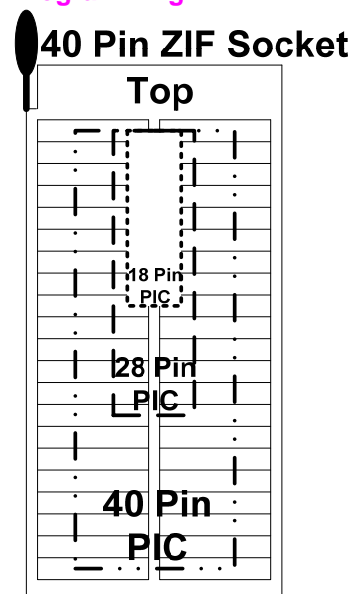 40 Pin ZIF Socket
Top
18 Pin
PIC
28 Pin
PIC
40 Pin
PIC